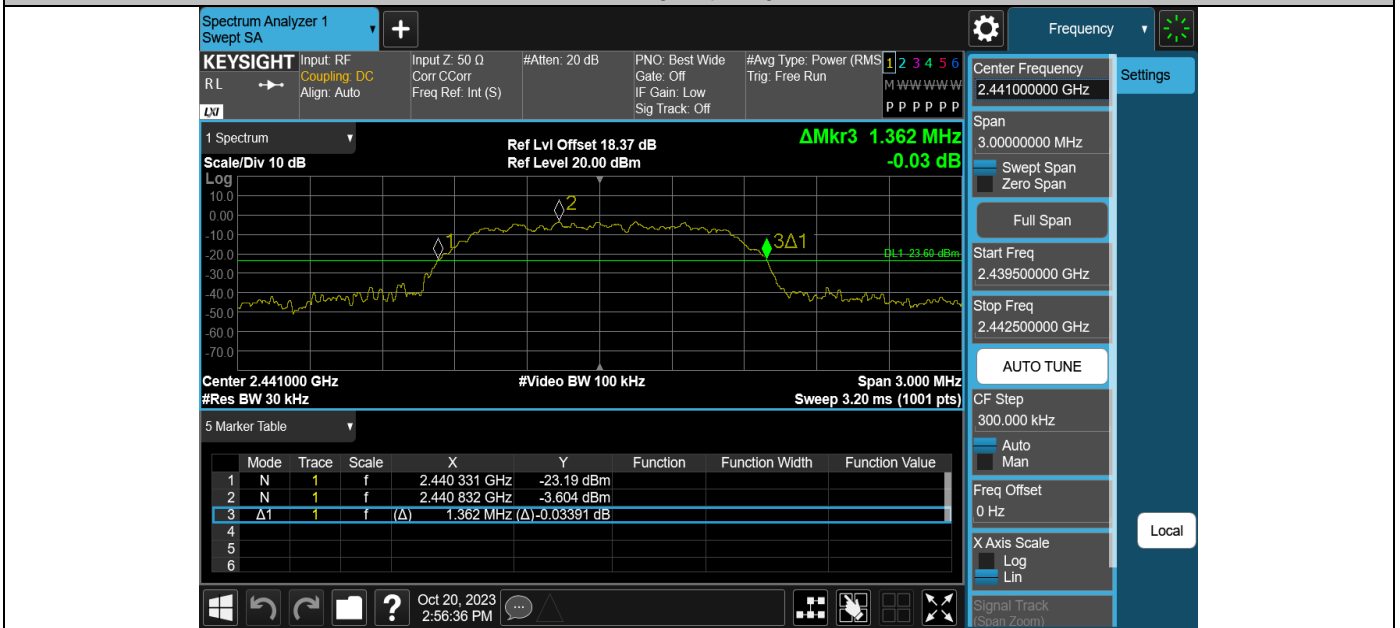 Spectrum Analyzer 1
Swept SA
+
Frequency
KEYSIGHT
RL
LXI
Input: RF
Coupling: DC
Align: Auto
Input Z: 50 Ω
Corr CCorr
Freq Ref: Int (S)
#Atten: 20 dB
PNO: Best Wide
Gate: Off
IF Gain: Low
Sig Track: Off
#Avg Type: Power (RMS
Trig: Free Run
1 2 3 4 5 6
M W W W W W
P P P P P P
1 Spectrum
Scale/Div 10 dB
Ref Lvl Offset 18.37 dB
Ref Level 20.00 dBm
ΔMkr3 1.362 MHz
-0.03 dB
Log
10.0
0.00
-10.0
-20.0
-30.0
-40.0
-50.0
-60.0
-70.0
1
2
3Δ1
DL1 -23.60 dBm
Center 2.441000 GHz
#Video BW 100 kHz
Span 3.000 MHz
#Res BW 30 kHz
Sweep 3.20 ms (1001 pts)
5 Marker Table
Mode Trace Scale X Y Function Function Width Function Value
1 N 1 f 2.440 331 GHz -23.19 dBm
2 N 1 f 2.440 832 GHz -3.604 dBm
3 Δ1 1 f (Δ) 1.362 MHz (Δ) -0.03391 dB
4
5
6
?
Oct 20, 2023
2:56:36 PM
Center Frequency
2.441000000 GHz
Span
3.00000000 MHz
Swept Span
Zero Span
Full Span
Start Freq
2.439500000 GHz
Stop Freq
2.442500000 GHz
AUTO TUNE
CF Step
300.000 kHz
Auto
Man
Freq Offset
0 Hz
X Axis Scale
Log
Lin
Signal Track
(Span Zoom)
Settings
Local